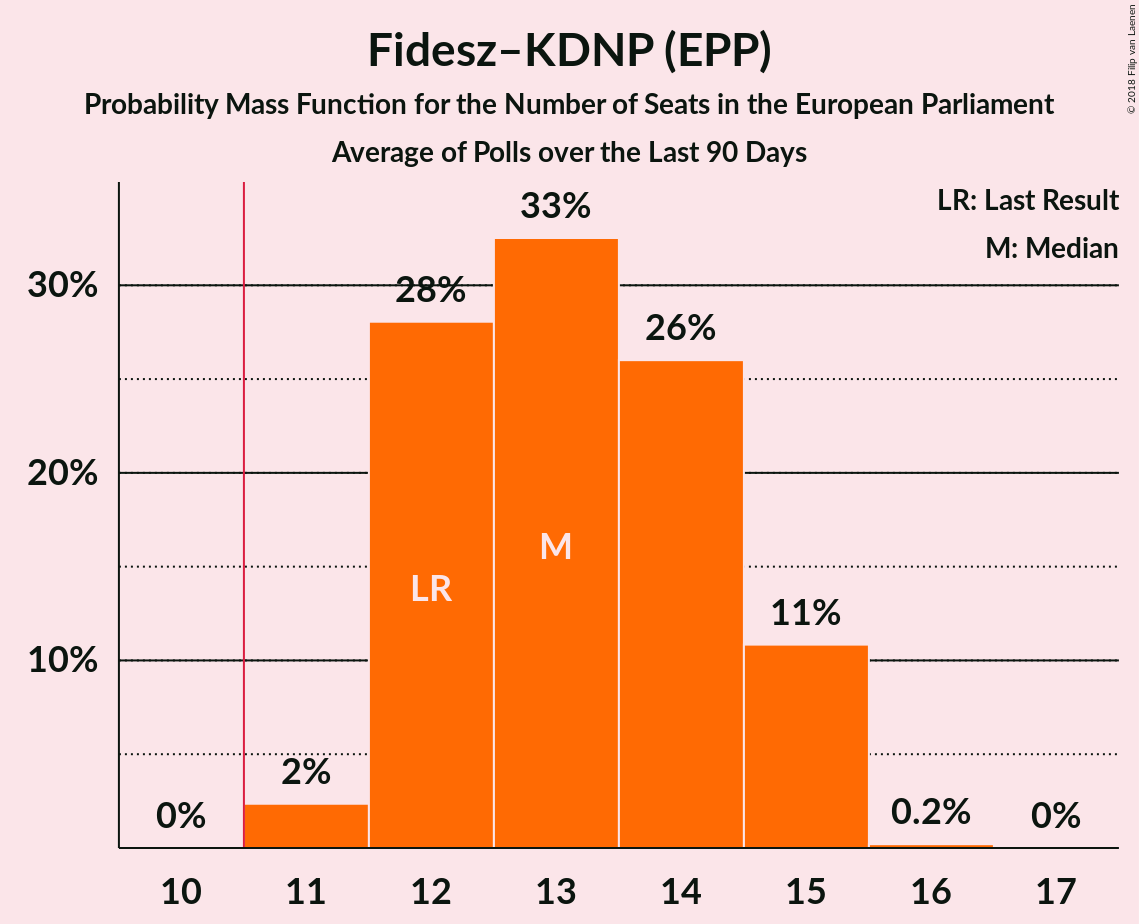 Fidesz–KDNP (EPP)
Probability Mass Function for the Number of Seats in the European Parliament
Average of Polls over the Last 90 Days
© 2018 Filip van Laenen
LR: Last Result
M: Median
33%
30%
28%
26%
20%
M
LR
11%
10%
2%
0%
0.2%
0%
10 11 12 13 14 15 16 17